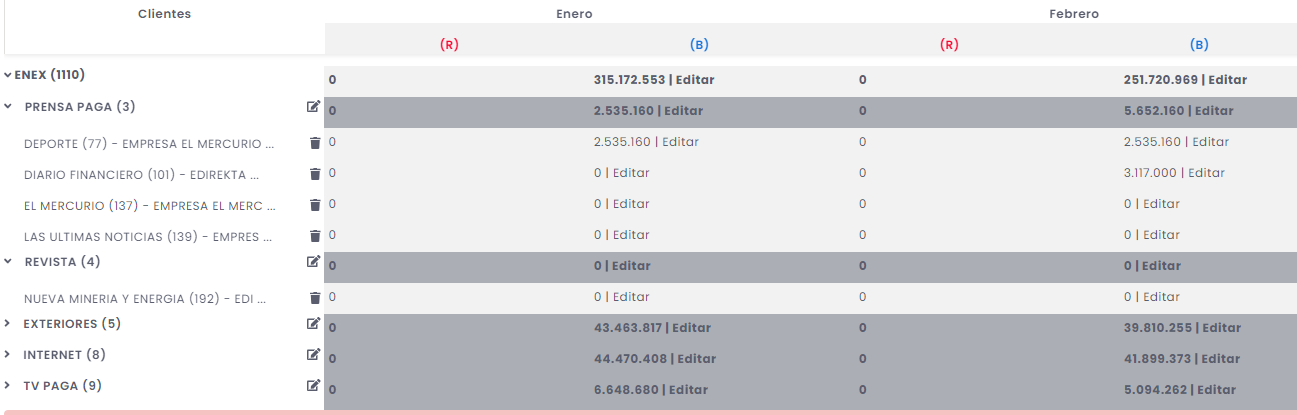 Clientes Enero Febrero
(R) (B) (R) (B)
ENEX (1110) 0 315.172.553 | Editar 0 251.720.969 | Editar
PRENSA PAGA (3) 0 2.535.160 | Editar 0 5.652.160 | Editar
DEPORTE (77) - EMPRESA EL MERCURIO ... 0 2.535.160 | Editar 0 2.535.160 | Editar
DIARIO FINANCIERO (101) - EDIREKTA ... 0 0 | Editar 0 3.117.000 | Editar
EL MERCURIO (137) - EMPRESA EL MERC ... 0 0 | Editar 0 0 | Editar
LAS ULTIMAS NOTICIAS (139) - EMPRES ... 0 0 | Editar 0 0 | Editar
REVISTA (4) 0 0 | Editar 0 0 | Editar
NUEVA MINERIA Y ENERGIA (192) - EDI ... 0 0 | Editar 0 0 | Editar
EXTERIORES (5) 0 43.463.817 | Editar 0 39.810.255 | Editar
INTERNET (8) 0 44.470.408 | Editar 0 41.899.373 | Editar
TV PAGA (9) 0 6.648.680 | Editar 0 5.094.262 | Editar